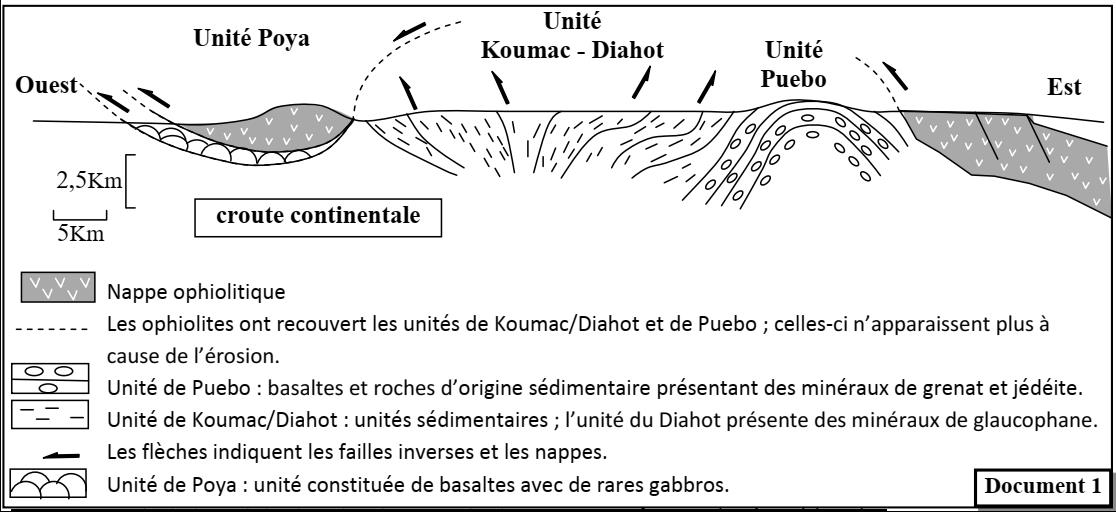 Unité Poya
Unité
Koumac - Diahot
Unité
Puebo
Ouest
Est
2,5Km
5Km
croute continentale
Nappe ophiolitique
Les ophiolites ont recouvert les unités de Koumac/Diahot et de Puebo ; celles-ci n’apparaissent plus à
cause de l’érosion.
Unité de Puebo : basaltes et roches d’origine sédimentaire présentant des minéraux de grenat et jédéite.
Unité de Koumac/Diahot : unités sédimentaires ; l’unité du Diahot présente des minéraux de glaucophane.
Les flèches indiquent les failles inverses et les nappes.
Unité de Poya : unité constituée de basaltes avec de rares gabbros.
Document 1